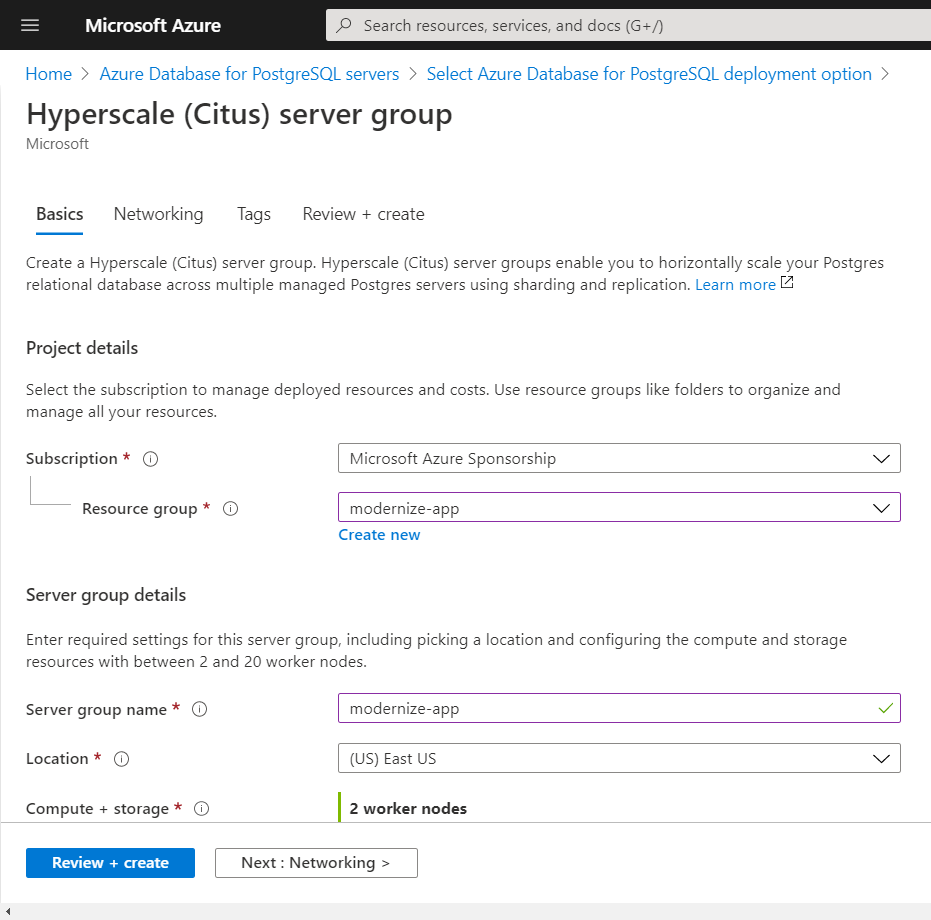 Microsoft Azure
Search resources, services, and docs (G+/)
Home > Azure Database for PostgreSQL servers > Select Azure Database for PostgreSQL deployment option >
Hyperscale (Citus) server group
Microsoft
Basics Networking Tags Review + create
Create a Hyperscale (Citus) server group. Hyperscale (Citus) server groups enable you to horizontally scale your Postgres
relational database across multiple managed Postgres servers using sharding and replication. Learn more
Project details
Select the subscription to manage deployed resources and costs. Use resource groups like folders to organize and
manage all your resources.
Subscription *
Microsoft Azure Sponsorship
Resource group *
modernize-app
Create new
Server group details
Enter required settings for this server group, including picking a location and configuring the compute and storage
resources with between 2 and 20 worker nodes.
Server group name *
modernize-app
Location *
(US) East US
Compute + storage *
2 worker nodes
Review + create
Next : Networking >